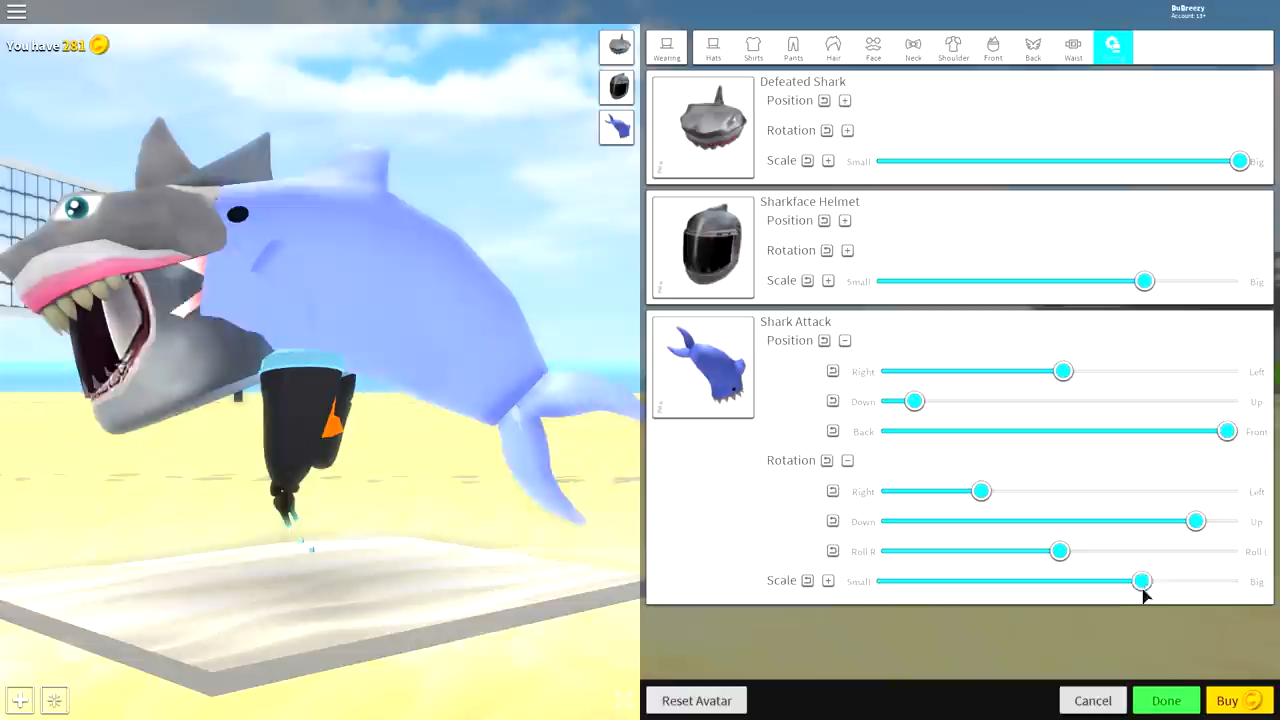 BuBreezy
Account: 13+
You have 281
Wearing
Hats
Shirts
Pants
Hair
Face
Neck
Shoulder
Front
Back
Waist
Defeated Shark
Position
Rotation
Scale
Small
Big
Sharkface Helmet
Position
Rotation
Scale
Small
Big
Shark Attack
Position
Right
Left
Down
Up
Back
Front
Rotation
Right
Left
Down
Up
Roll R
Roll L
Scale
Small
Big
Reset Avatar
Cancel
Done
Buy